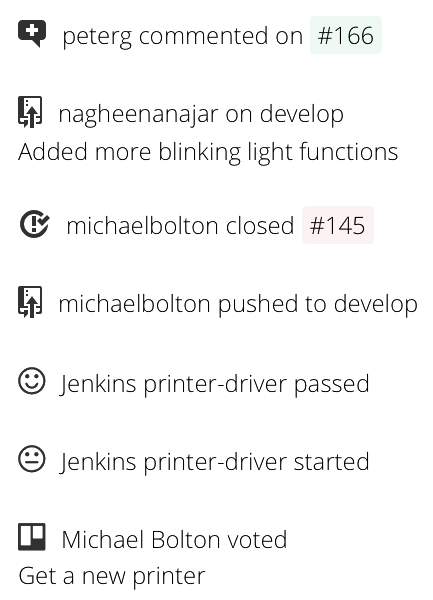 peterg commented on #166
nagheenanajar on develop
Added more blinking light functions
michaelbolton closed #145
michaelbolton pushed to develop
Jenkins printer-driver passed
Jenkins printer-driver started
Michael Bolton voted
Get a new printer